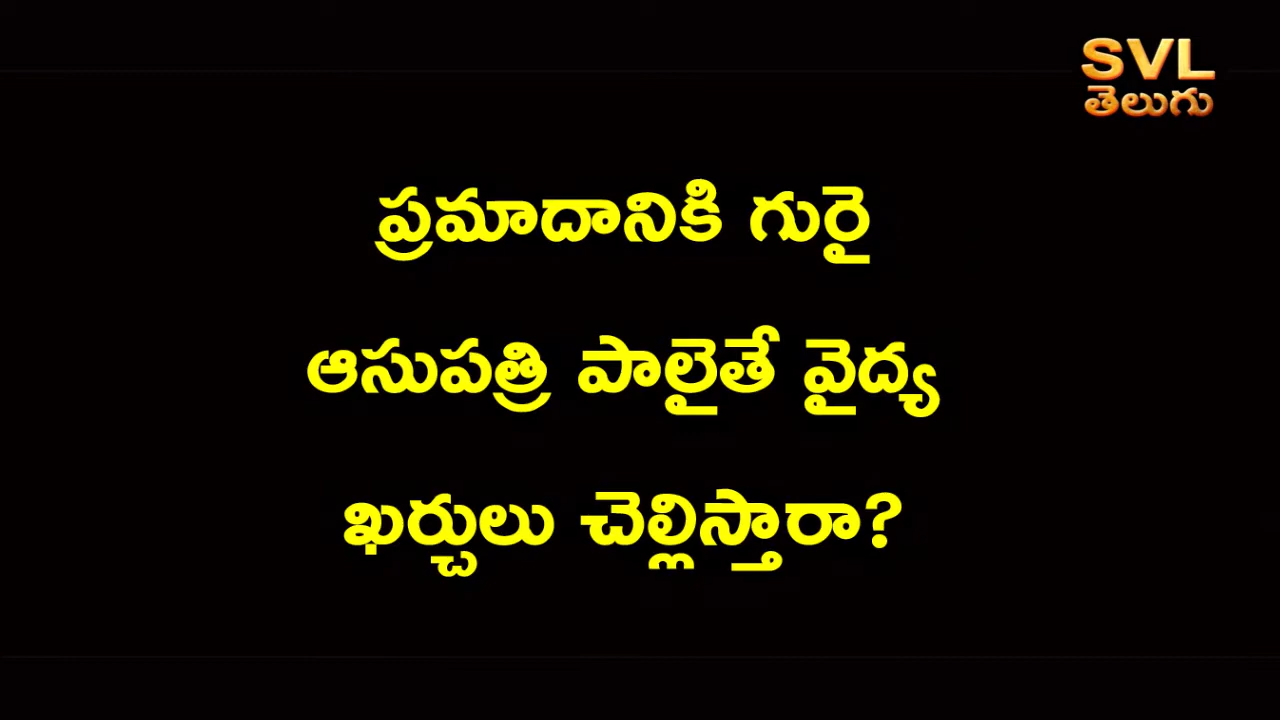 SVL
తెలుగు
ప్రమాదానికి గురై
ఆసుపత్రి పాలైతే వైద్య
ఖర్చులు చెల్లిస్తారా?